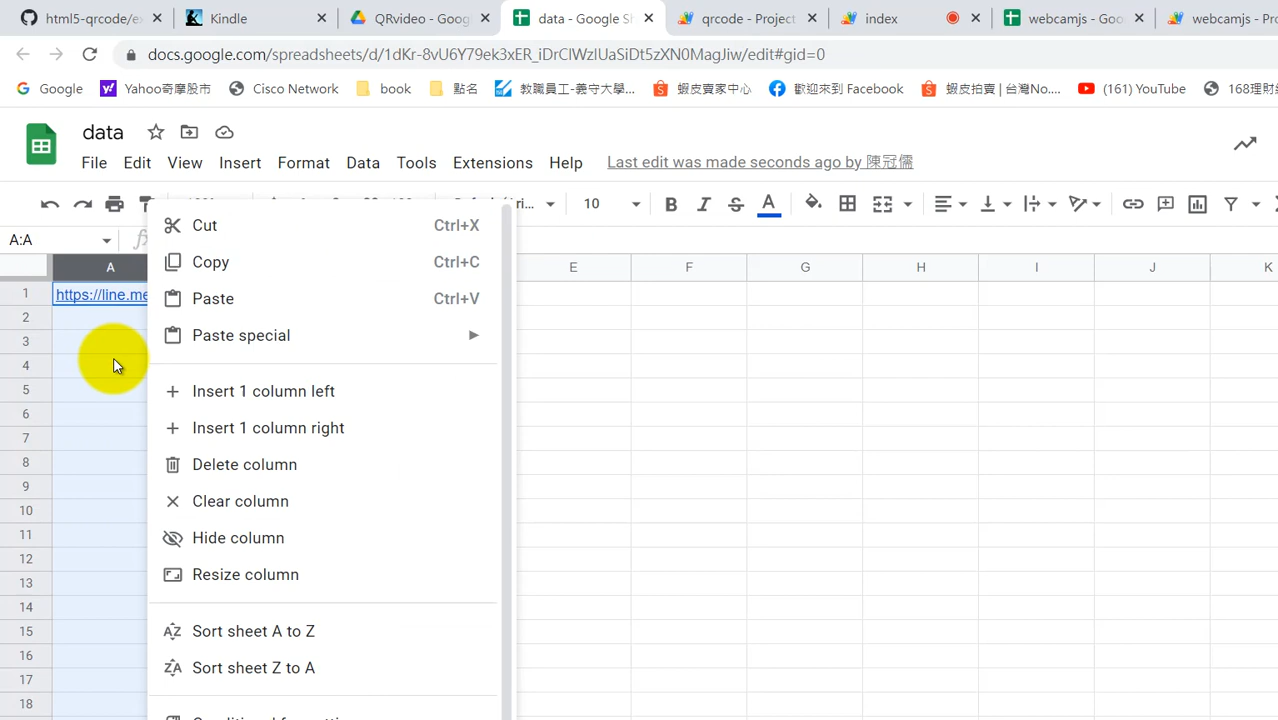 html5-qrcode/e
Kindle
QRvideo - Goog
data - Google Sh
qrcode - Project
index
webcamjs - Goo
webcamjs - Pro
docs.google.com/spreadsheets/d/1dKr-8vU6Y79ek3xER_iDrClWzlUaSiDt5zXN0MagJiw/edit#gid=0
Google
Yahoo奇摩股市
Cisco Network
book
點名
教職員工-義守大學...
蝦皮賣家中心
歡迎來到 Facebook
蝦皮拍賣 | 台灣No....
(161) YouTube
168理財
data
File Edit View Insert Format Data Tools Extensions Help Last edit was made seconds ago by 陳冠儒
10
A:A
A E F G H I J K
1 https://line.me
2
3
4
5
6
7
8
9
10
11
12
13
14
15
16
17
18
Cut Ctrl+X
Copy Ctrl+C
Paste Ctrl+V
Paste special
Insert 1 column left
Insert 1 column right
Delete column
Clear column
Hide column
Resize column
Sort sheet A to Z
Sort sheet Z to A